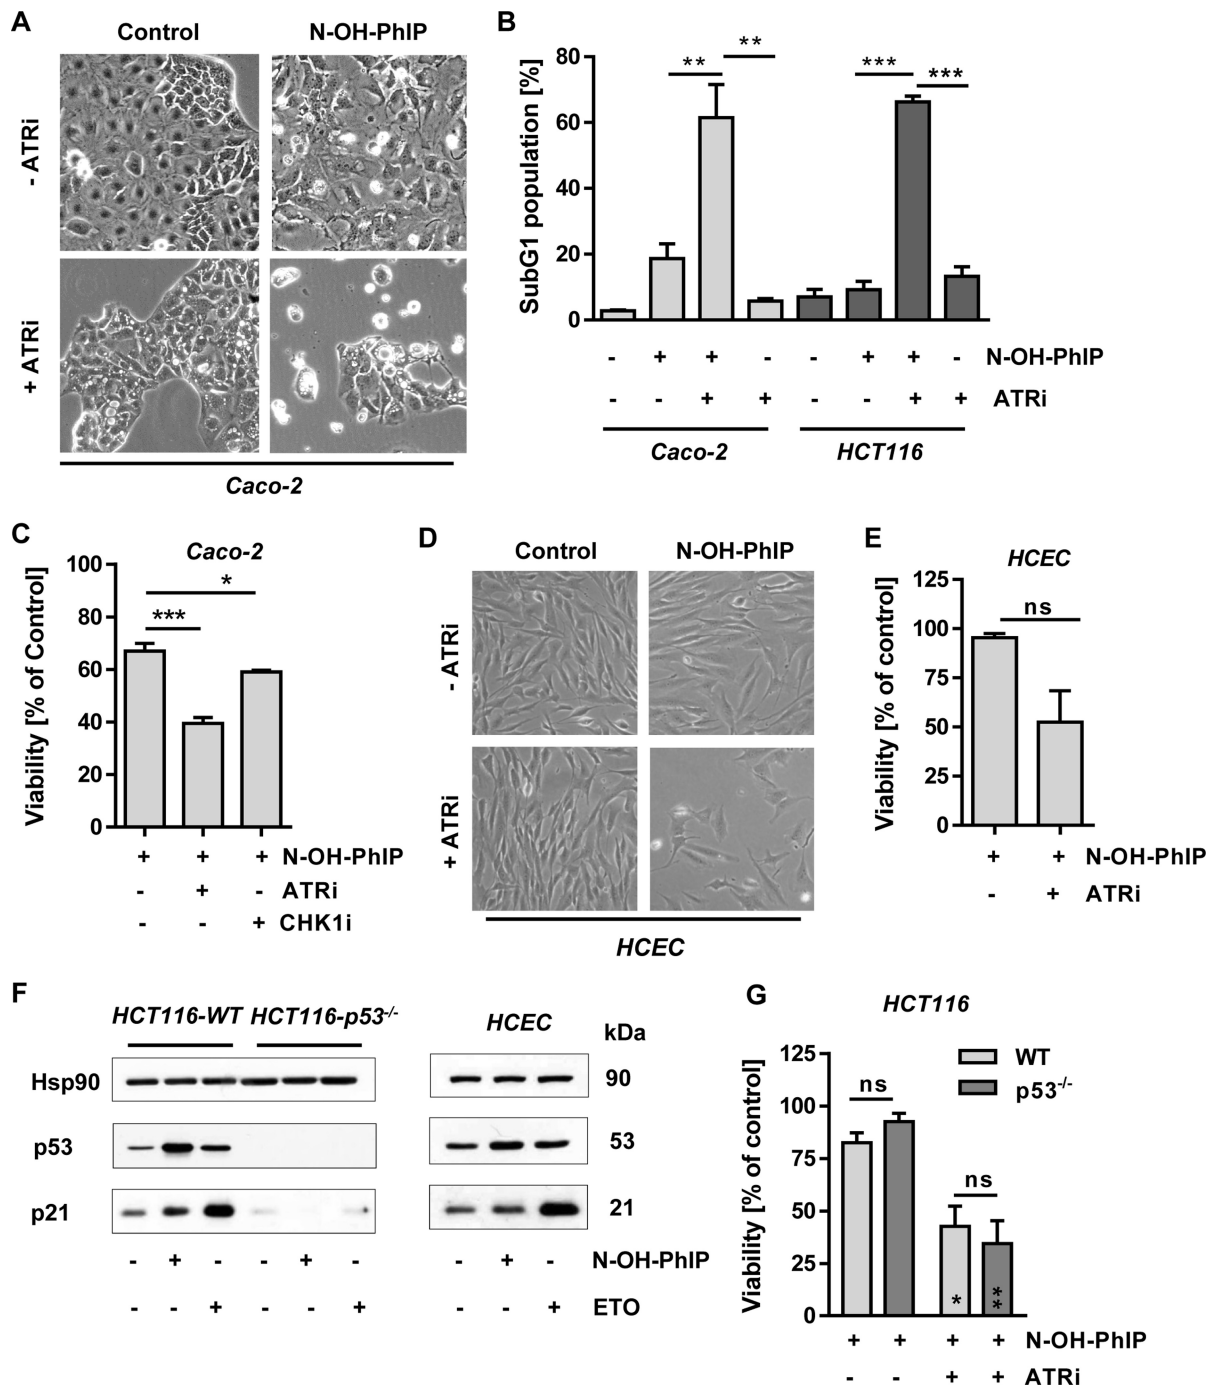 A
Control N-OH-PhIP
- ATRi
+ ATRi
Caco-2
B
SubG1 population [%]
80
60
40
20
0
** ** *** ***
- + + - - + + - N-OH-PhIP
- - + + - - + + ATRi
Caco-2 HCT116
C
Caco-2
Viability [% of Control]
100
80
60
40
20
0
*
***
+ + + N-OH-PhIP
- + - ATRi
- - + CHK1i
D
Control N-OH-PhIP
- ATRi
+ ATRi
HCEC
E
HCEC
Viability [% of control]
125
100
75
50
25
0
ns
+ + N-OH-PhIP
- + ATRi
F
HCT116-WT HCT116-p53-/- HCEC kDa
Hsp90 90
p53 53
p21 21
- + - - + - - + - N-OH-PhIP
- - + - - + - - + ETO
G
HCT116
Viability [% of control]
125
100
75
50
25
0
WT
p53-/-
ns
ns
* **
+ + + + N-OH-PhIP
- - + + ATRi